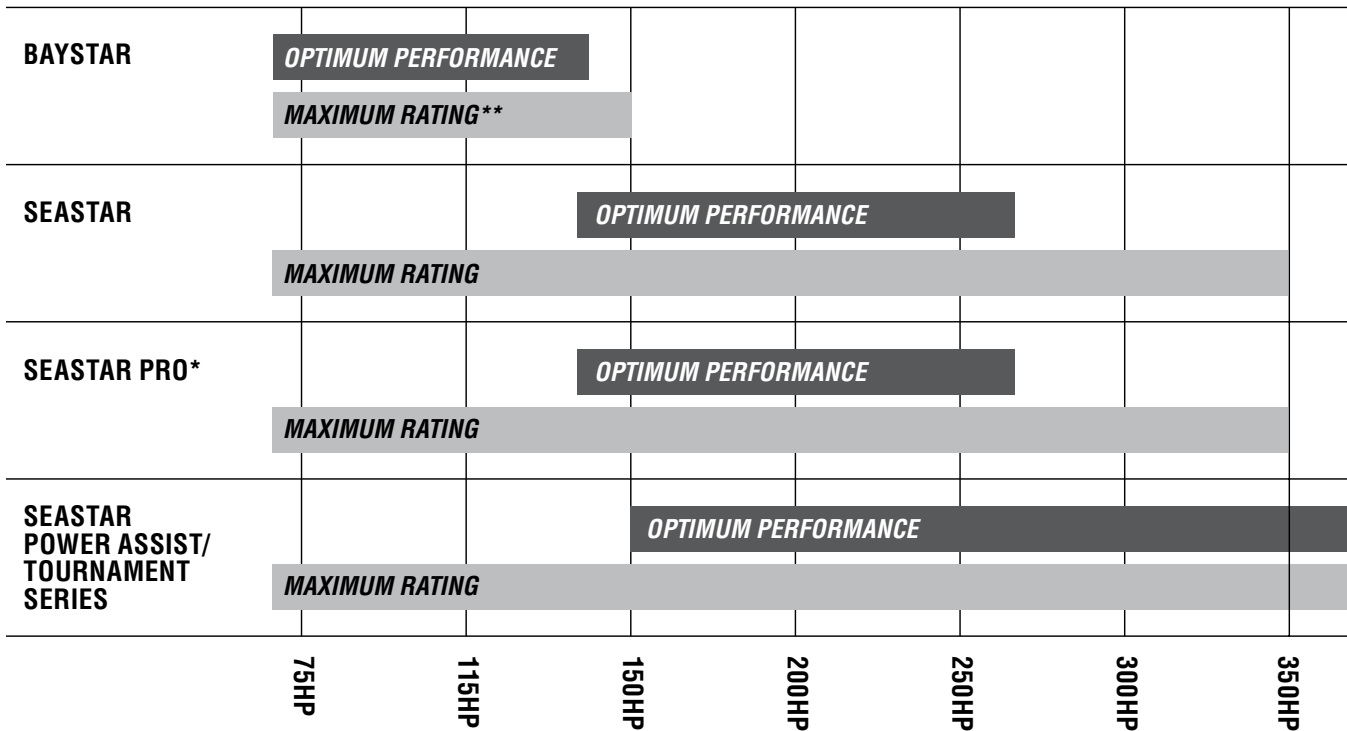 BAYSTAR
OPTIMUM PERFORMANCE
MAXIMUM RATING**
SEASTAR
OPTIMUM PERFORMANCE
MAXIMUM RATING
SEASTAR PRO*
OPTIMUM PERFORMANCE
MAXIMUM RATING
SEASTAR
POWER ASSIST/
TOURNAMENT
SERIES
OPTIMUM PERFORMANCE
MAXIMUM RATING
75HP
115HP
150HP
200HP
250HP
300HP
350HP